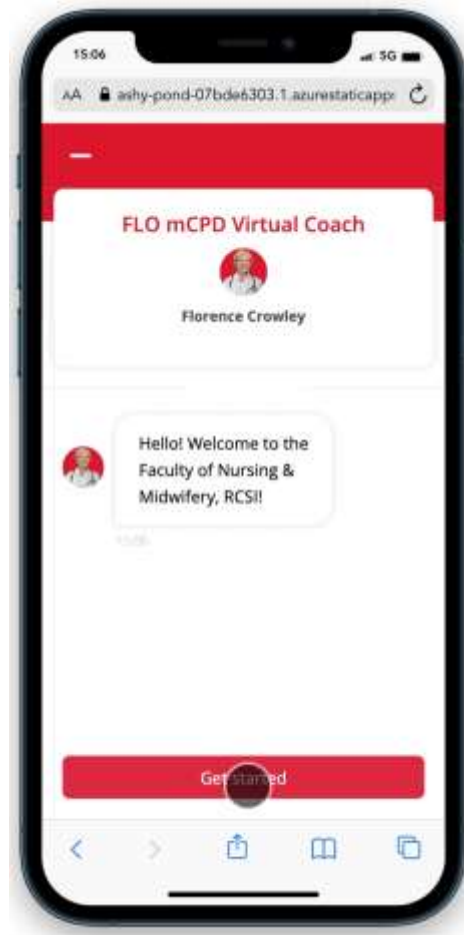 15:06
5G
AA ashy-pond-07bde6303.1.azurestaticapps
FLO mCPD Virtual Coach
Florence Crowley
Hello! Welcome to the
Faculty of Nursing &
Midwifery, RCSI!
Get started